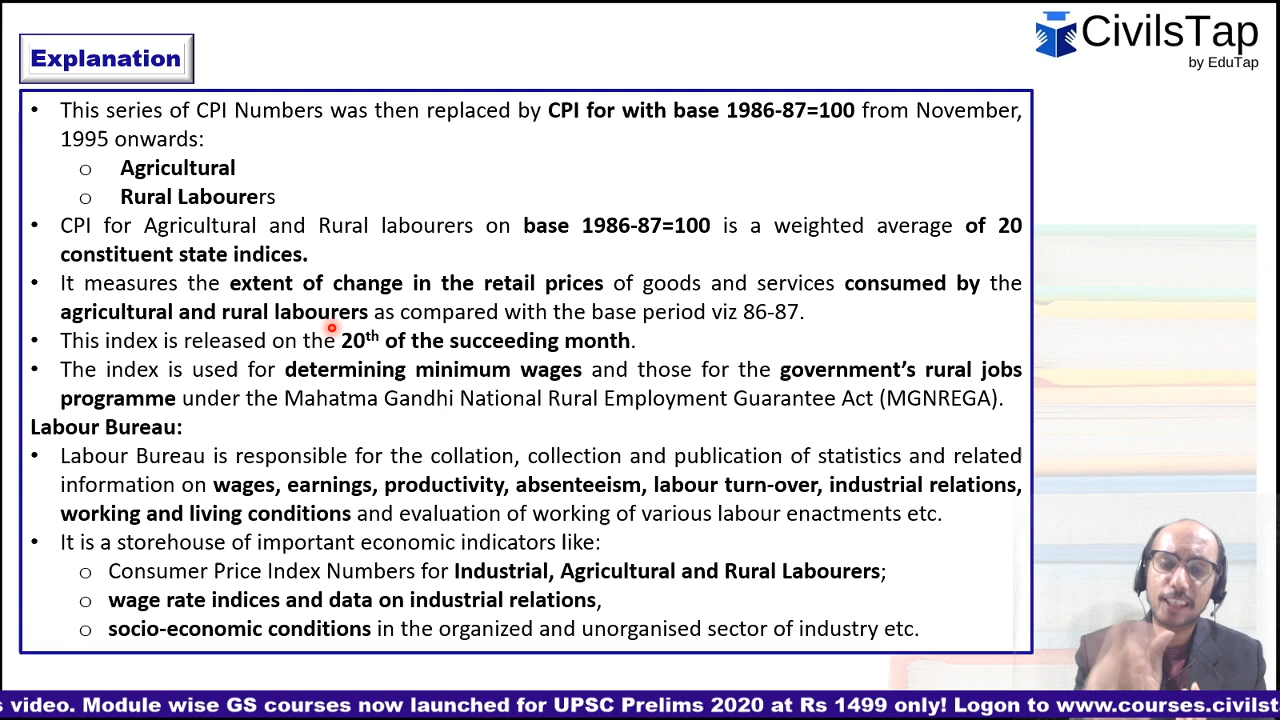 CivilsTap
by EduTap
Explanation
• This series of CPI Numbers was then replaced by CPI for with base 1986-87=100 from November,
1995 onwards:
o Agricultural
o Rural Labourers
• CPI for Agricultural and Rural labourers on base 1986-87=100 is a weighted average of 20
constituent state indices.
• It measures the extent of change in the retail prices of goods and services consumed by the
agricultural and rural labourers as compared with the base period viz 86-87.
• This index is released on the 20th of the succeeding month.
• The index is used for determining minimum wages and those for the government’s rural jobs
programme under the Mahatma Gandhi National Rural Employment Guarantee Act (MGNREGA).
Labour Bureau:
• Labour Bureau is responsible for the collation, collection and publication of statistics and related
information on wages, earnings, productivity, absenteeism, labour turn-over, industrial relations,
working and living conditions and evaluation of working of various labour enactments etc.
• It is a storehouse of important economic indicators like:
o Consumer Price Index Numbers for Industrial, Agricultural and Rural Labourers;
o wage rate indices and data on industrial relations,
o socio-economic conditions in the organized and unorganised sector of industry etc.
s video. Module wise GS courses now launched for UPSC Prelims 2020 at Rs 1499 only! Logon to www.courses.civilst